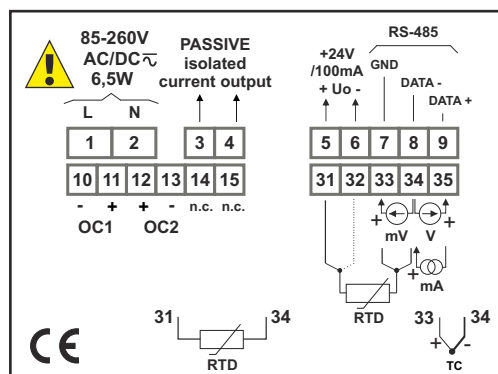 85-260V
AC/DC
6,5W
PASSIVE
isolated
current output
+24V
/100mA
+ Uo -
RS-485
GND
DATA -
DATA +
L N
1 2 3 4 5 6 7 8 9
10 11 12 13 14 15 31 32 33 34 35
- + + - n.c. n.c.
OC1 OC2
+ mV V +
+ mA
RTD
31 34
RTD
33 34
+ -
TC
CE